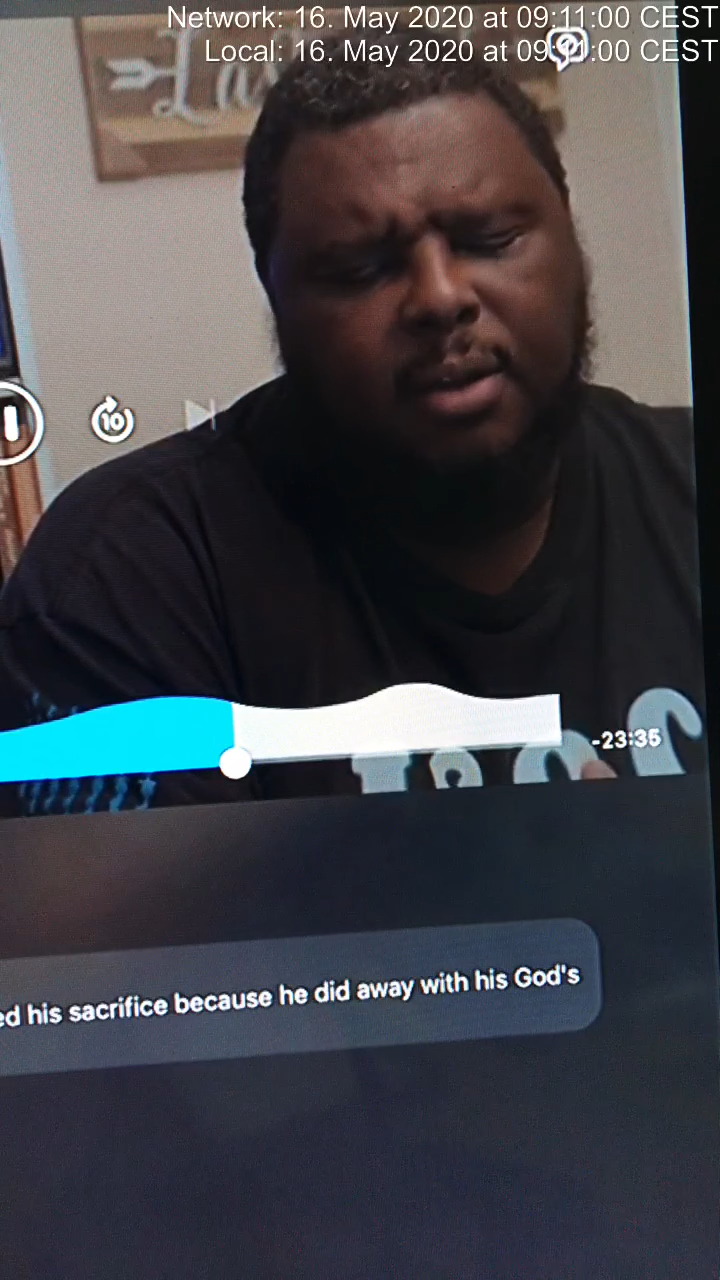 Network: 16. May 2020 at 09:11:00 CEST
Local: 16. May 2020 at 09:11:00 CEST
10
-23:35
ed his sacrifice because he did away with his God's